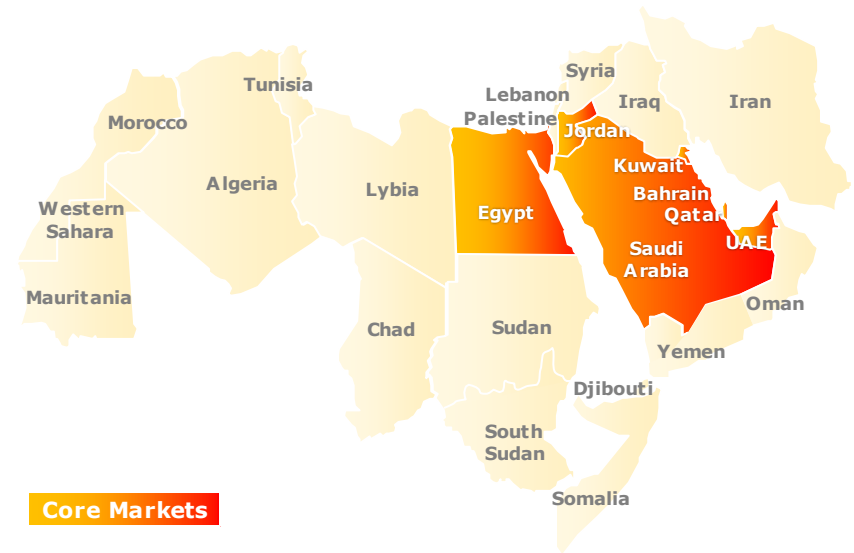 Syria
Tunisia
Lebanon
Iraq
Iran
Palestine
Morocco
Jordan
Kuwait
Algeria
Lybia
Bahrain
Western
Sahara
Egypt
Qatar
UAE
Saudi
Arabia
Mauritania
Oman
Chad
Sudan
Yemen
Djibouti
South
Sudan
Somalia
Core Markets